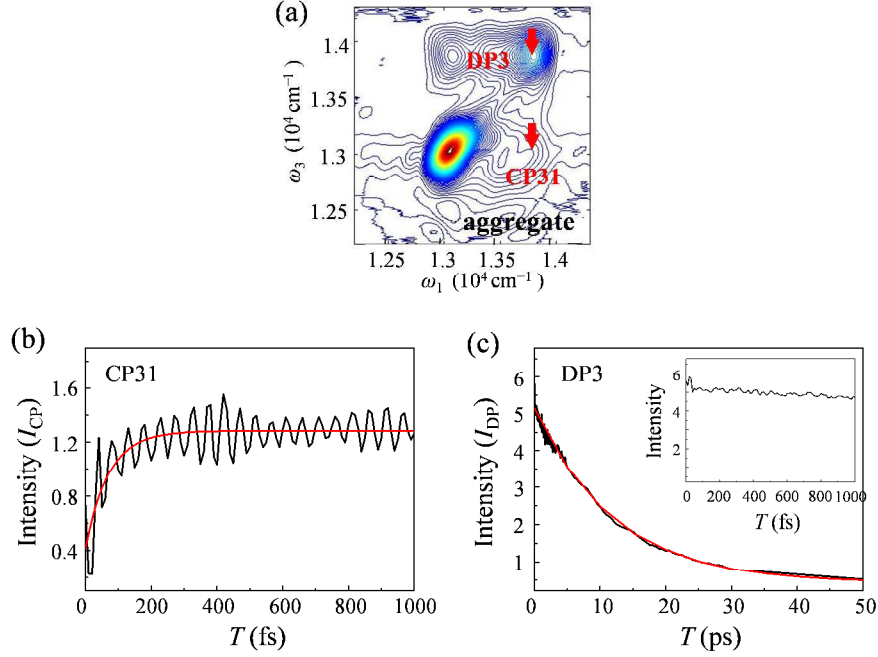 (a)
1.4
1.35
1.3
1.25
ω3 (10⁴ cm⁻¹)
DP3
CP31
aggregate
1.25 1.3 1.35 1.4
ω1 (10⁴ cm⁻¹)
(b)
CP31
1.6
1.2
0.8
0.4
Intensity (I_CP)
0 200 400 600 800 1000
T (fs)
(c)
DP3
6
5
4
3
2
1
Intensity (I_DP)
0 10 20 30 40 50
T (ps)
6
4
2
Intensity
0 200 400 600 800 1000
T (fs)